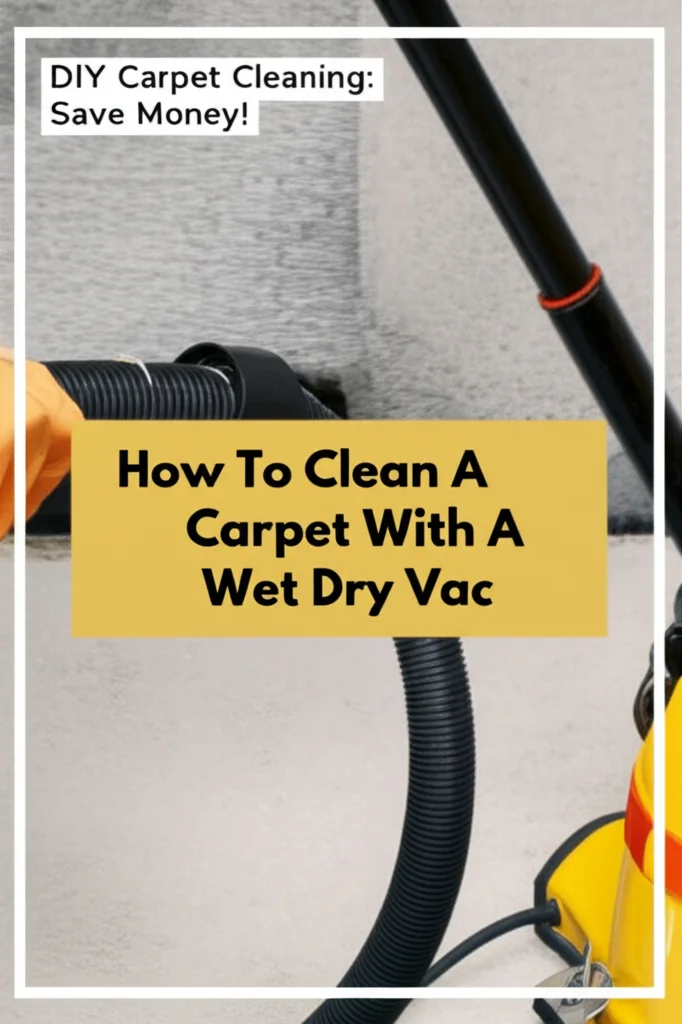 DIY Carpet Cleaning:
Save Money!
How To Clean A
Carpet With A
Wet Dry Vac